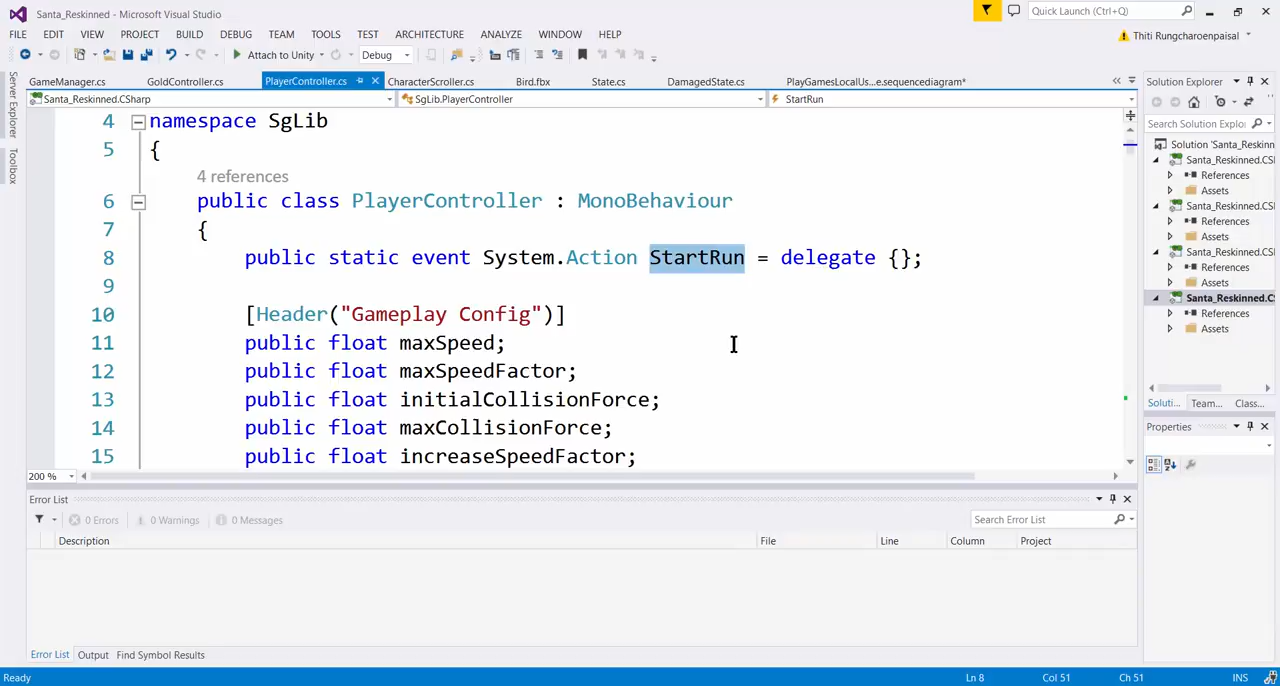 Santa_Reskinned - Microsoft Visual Studio
Quick Launch (Ctrl+Q)
FILE EDIT VIEW PROJECT BUILD DEBUG TEAM TOOLS TEST ARCHITECTURE ANALYZE WINDOW HELP
Thiti Rungcharoenpaisal
Attach to Unity Debug
Server Explorer
Toolbox
GameManager.cs GoldController.cs PlayerController.cs CharacterScroller.cs Bird.fbx State.cs DamagedState.cs PlayGamesLocalUs...e.sequencediagram*
Santa_Reskinned.CSharp SgLib.PlayerController StartRun
4 namespace SgLib
5 {
4 references
6 public class PlayerController : MonoBehaviour
7 {
8 public static event System.Action StartRun = delegate {};
9
10 [Header("Gameplay Config")]
11 public float maxSpeed;
12 public float maxSpeedFactor;
13 public float initialCollisionForce;
14 public float maxCollisionForce;
15 public float increaseSpeedFactor;
200 %
Solution Explorer
Search Solution Explo
Solution 'Santa_Reskinn
Santa_Reskinned.CSI
References
Assets
Santa_Reskinned.CSI
References
Assets
Santa_Reskinned.CSI
References
Assets
Santa_Reskinned.CS
References
Assets
Soluti... Team... Class...
Properties
Error List
0 Errors 0 Warnings 0 Messages
Search Error List
Description File Line Column Project
Error List Output Find Symbol Results
Ready Ln 8 Col 51 Ch 51 INS